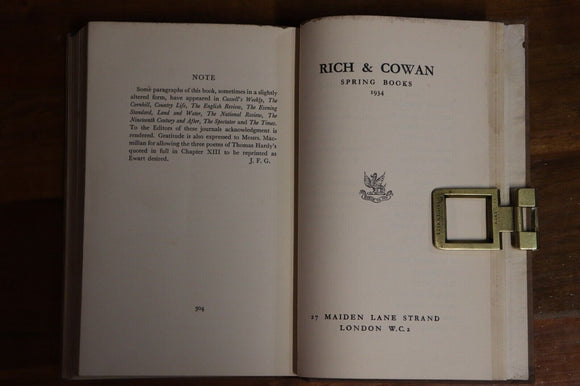 NOTE
Some paragraphs of this book, sometimes in a slightly
altered form, have appeared in Cassell's Weekly, The
Cornhill, Country Life, The English Review, The Evening
Standard, Land and Water, The National Review, The
Nineteenth Century and After, The Spectator and The Times.
To the Editors of these journals acknowledgment is
rendered. Gratitude is also expressed to Messrs. Mac-
millan for allowing the three poems of Thomas Hardy's
quoted in full in Chapter XIII to be reprinted as
Ewart desired. J. F. G.
504
RICH & COWAN
SPRING BOOKS
1934
27 MAIDEN LANE STRAND
LONDON W.C.2